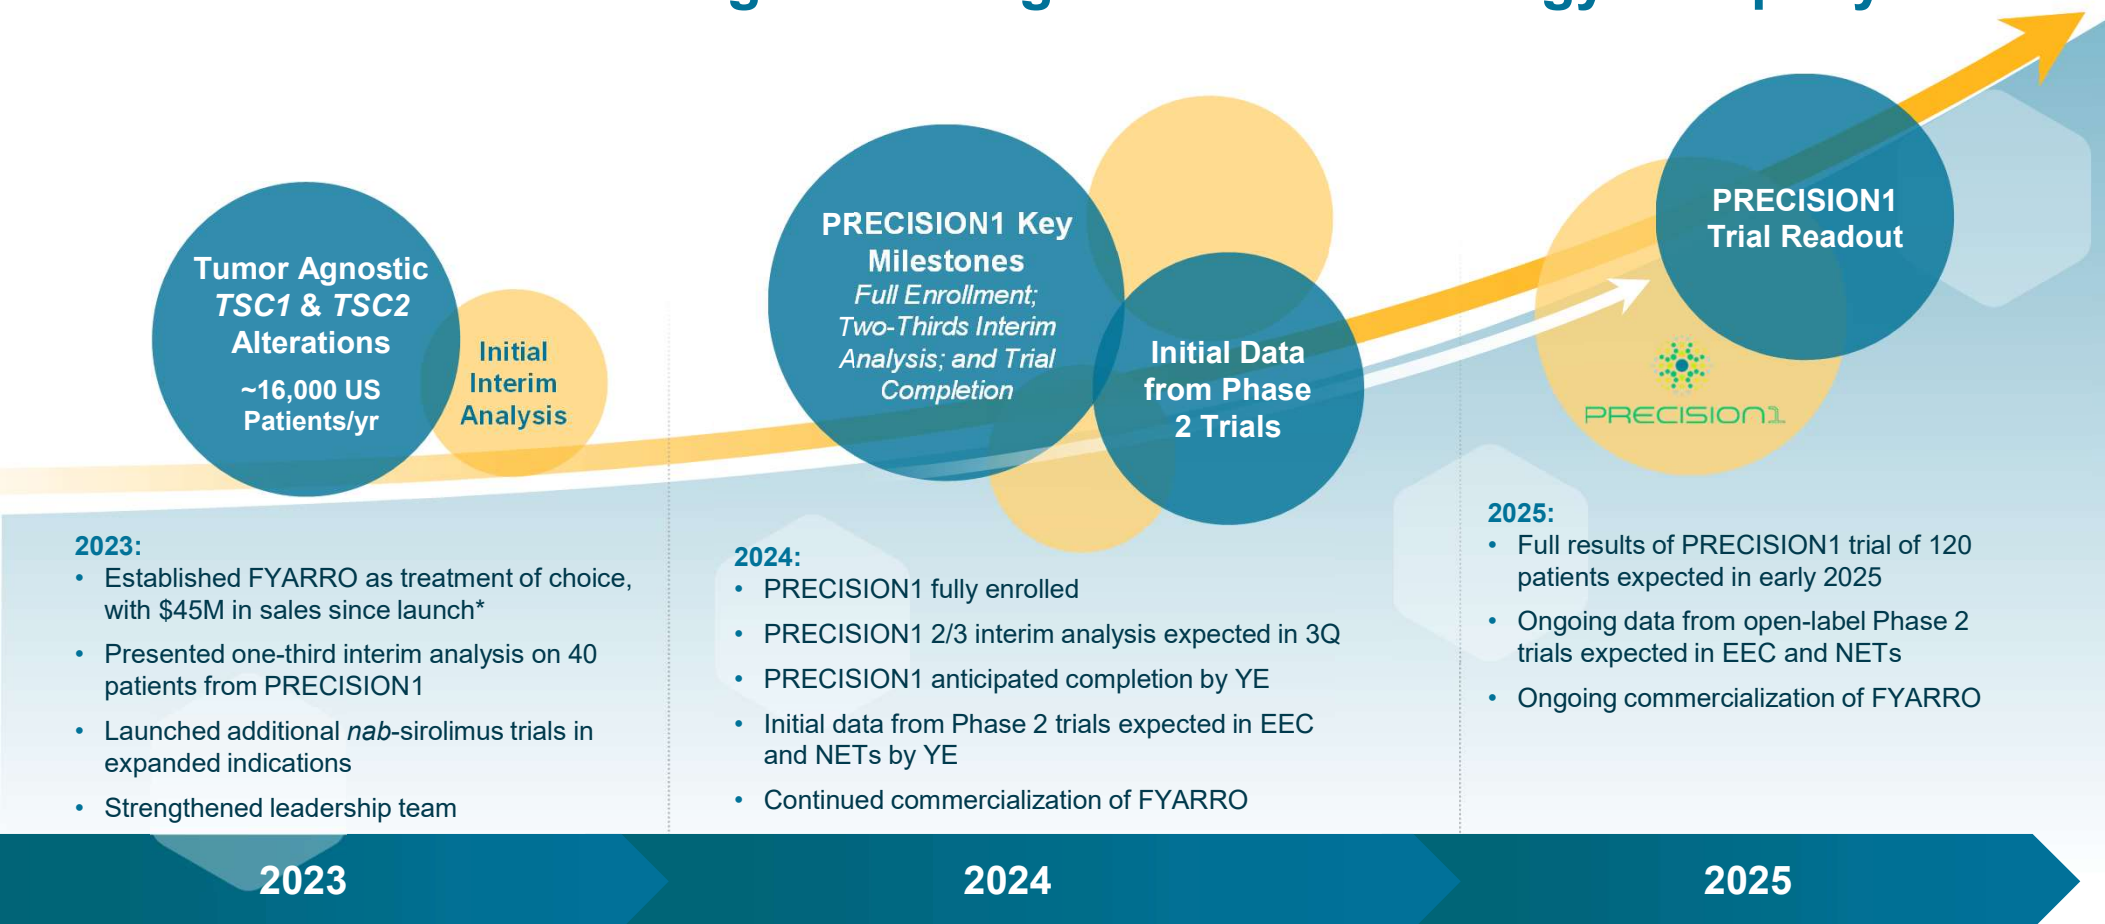 Tumor Agnostic
TSC1 & TSC2
Alterations
~16,000 US
Patients/yr
Initial
Interim
Analysis
PRECISION1 Key
Milestones
Full Enrollment;
Two-Thirds Interim
Analysis; and Trial
Completion
Initial Data
from Phase
2 Trials
PRECISION1
Trial Readout
PRECISION1
2023:
• Established FYARRO as treatment of choice,
with $45M in sales since launch*
• Presented one-third interim analysis on 40
patients from PRECISION1
• Launched additional nab-sirolimus trials in
expanded indications
• Strengthened leadership team
2024:
• PRECISION1 fully enrolled
• PRECISION1 2/3 interim analysis expected in 3Q
• PRECISION1 anticipated completion by YE
• Initial data from Phase 2 trials expected in EEC
and NETs by YE
• Continued commercialization of FYARRO
2025:
• Full results of PRECISION1 trial of 120
patients expected in early 2025
• Ongoing data from open-label Phase 2
trials expected in EEC and NETs
• Ongoing commercialization of FYARRO
2023
2024
2025